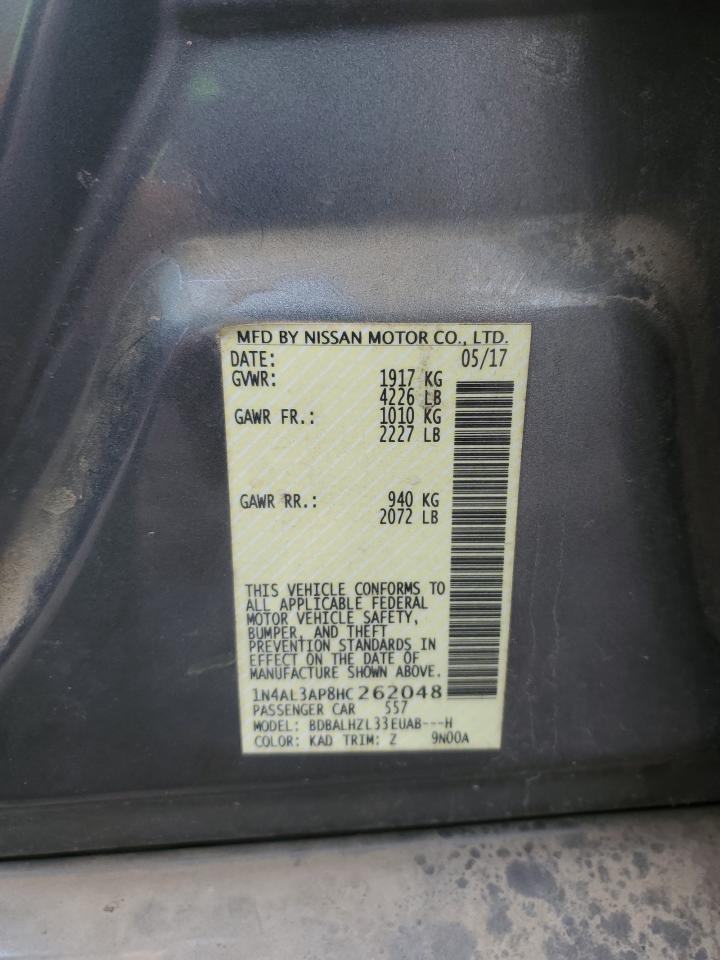 MFD BY NISSAN MOTOR CO., LTD.
DATE: 05/17
GVWR: 1917 KG
4226 LB
GAWR FR.: 1010 KG
2227 LB
GAWR RR.: 940 KG
2072 LB
THIS VEHICLE CONFORMS TO
ALL APPLICABLE FEDERAL
MOTOR VEHICLE SAFETY,
BUMPER, AND THEFT
PREVENTION STANDARDS IN
EFFECT ON THE DATE OF
MANUFACTURE SHOWN ABOVE.
1N4AL3AP8HC262048
PASSENGER CAR 557
MODEL: BDBALHZL33EUAB---H
COLOR: KAD TRIM: Z 9N00A